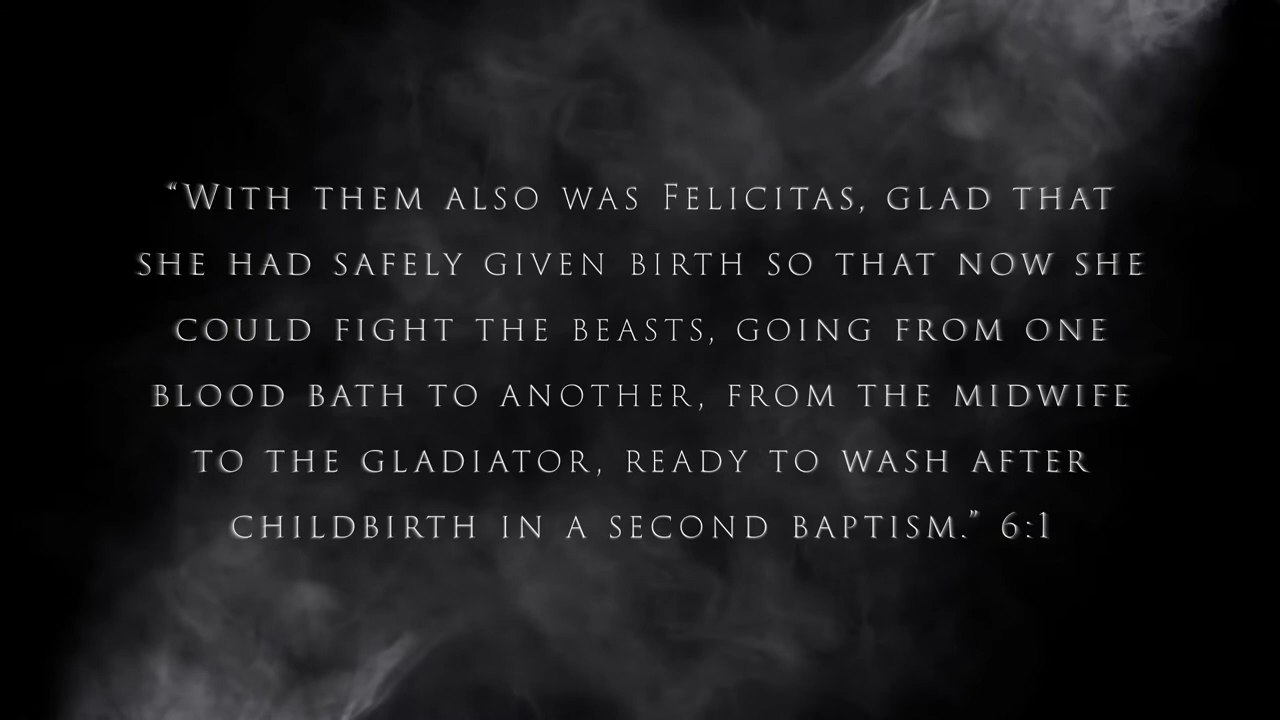 “With them also was Felicitas, glad that
she had safely given birth so that now she
could fight the beasts, going from one
blood bath to another, from the midwife
to the gladiator, ready to wash after
childbirth in a second baptism.” 6:1